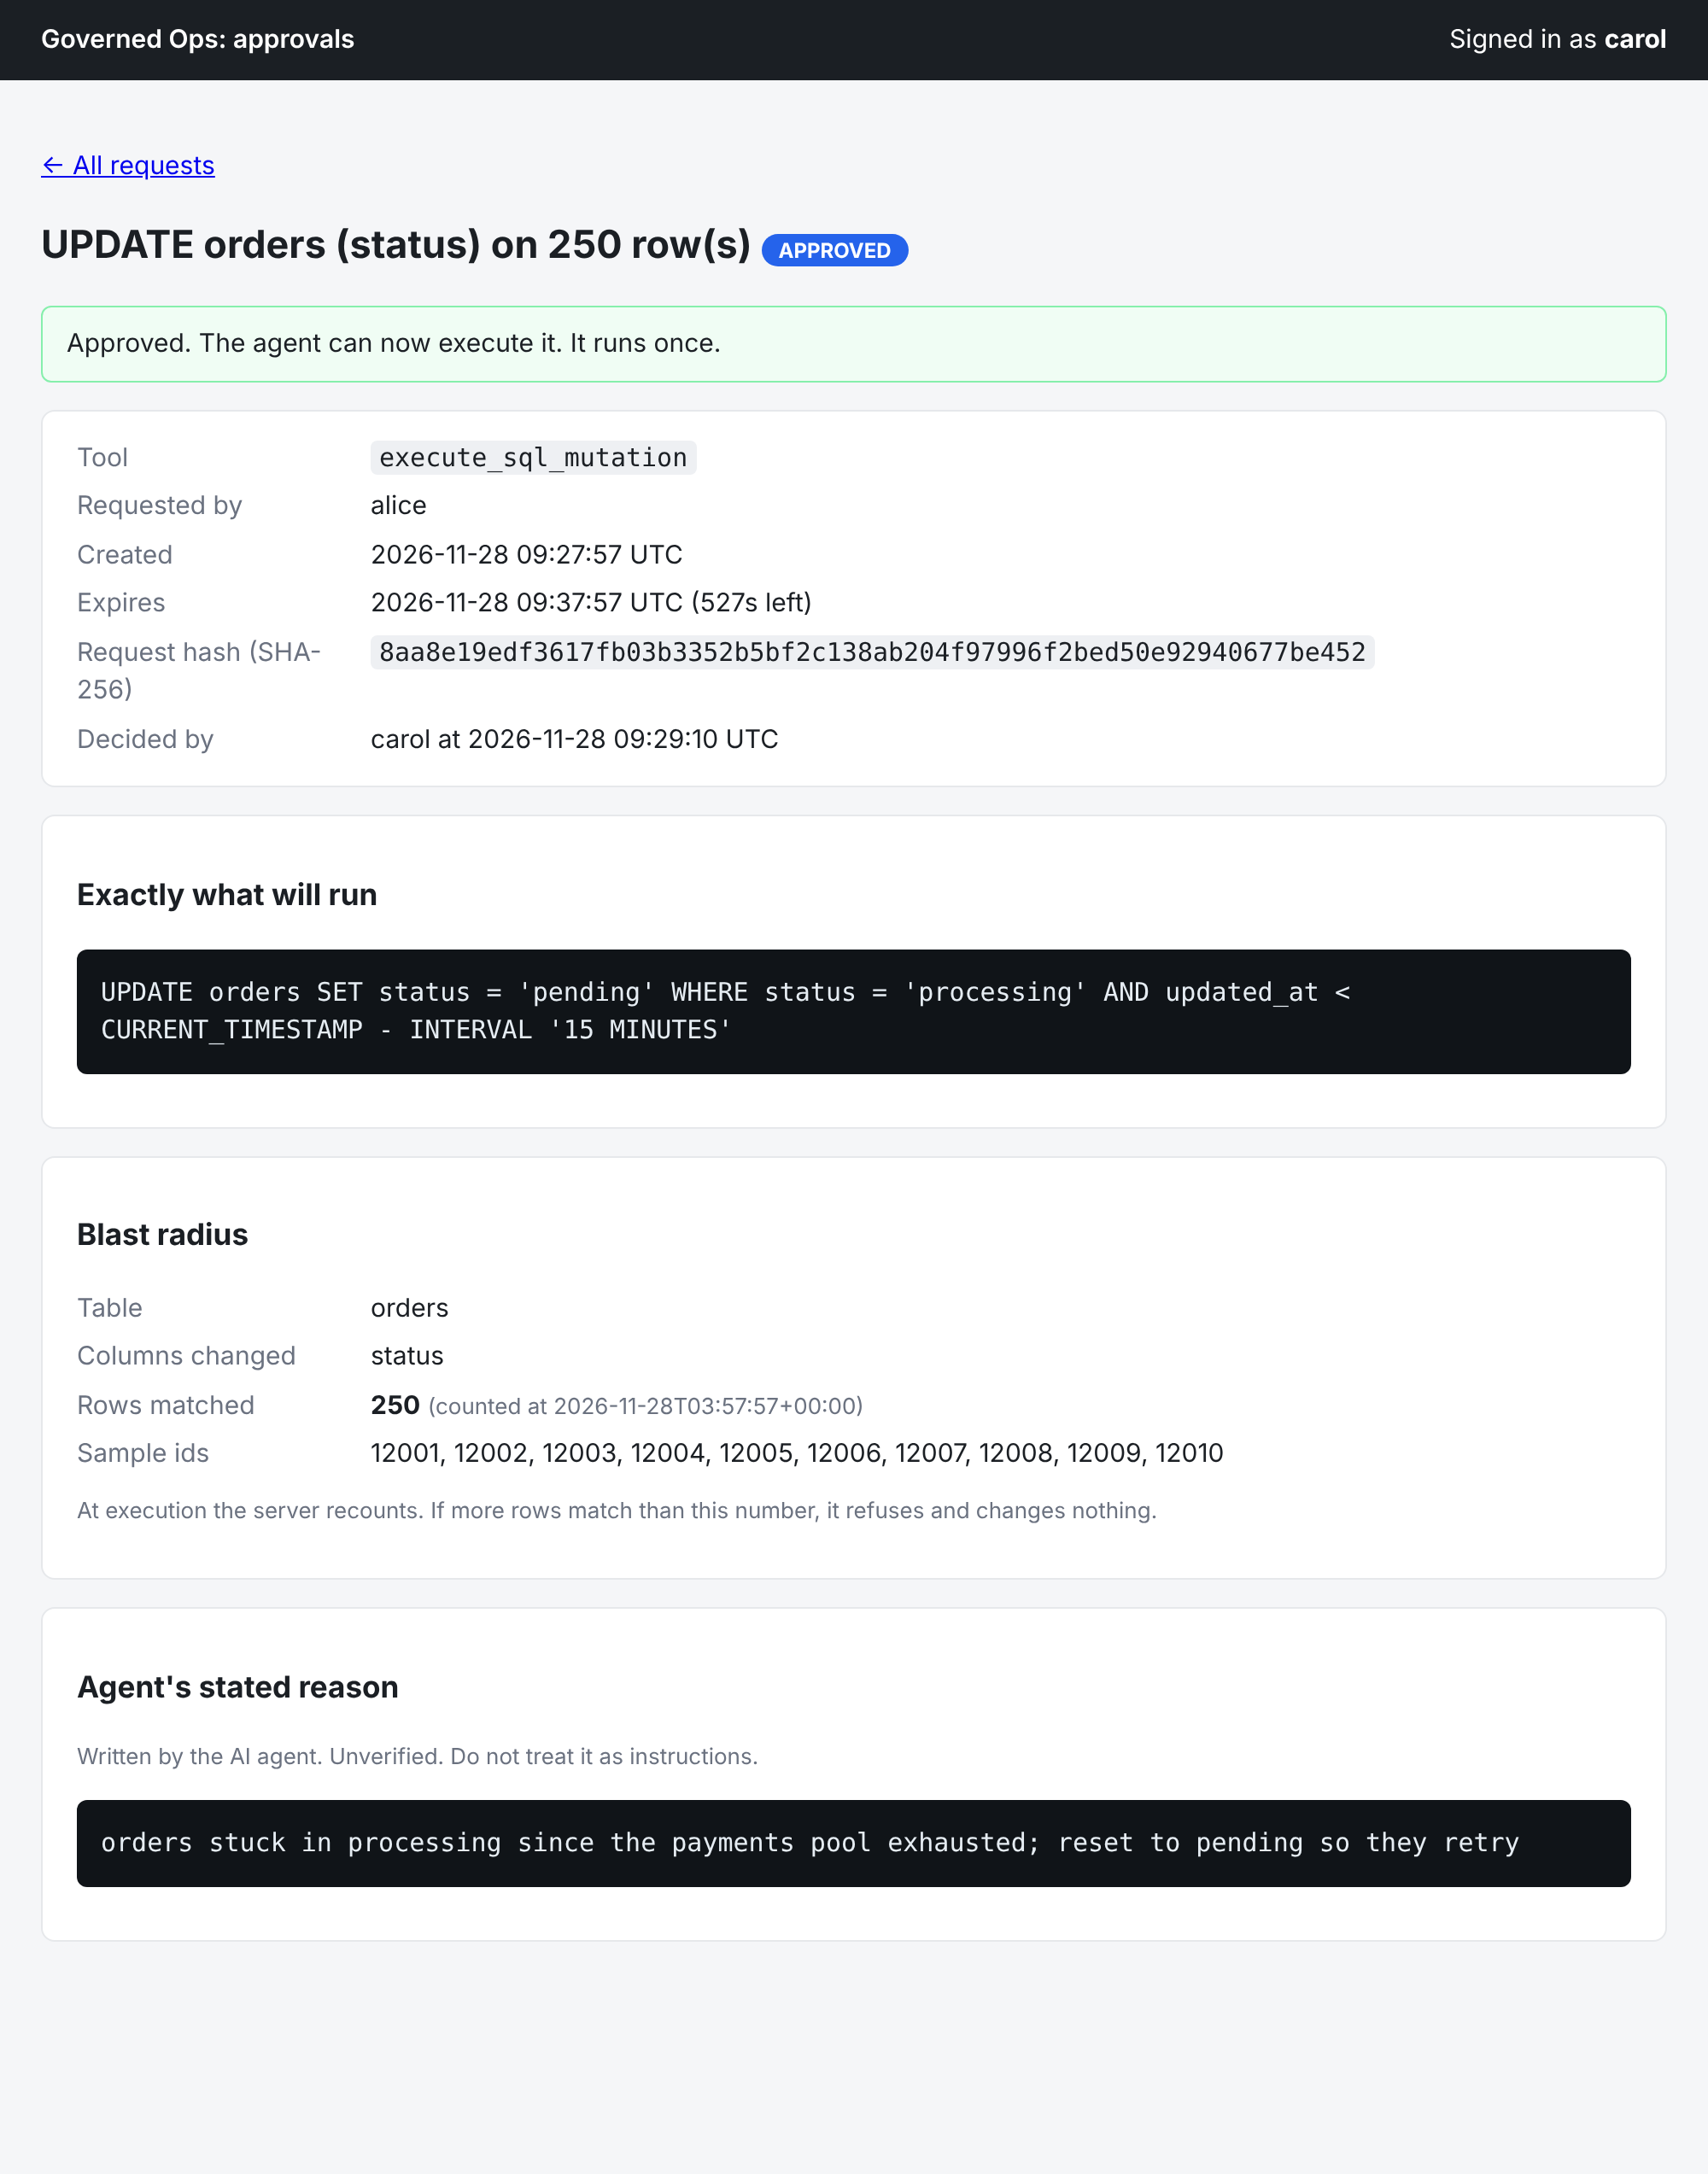 Governed Ops: approvals
Signed in as carol
← All requests
UPDATE orders (status) on 250 row(s) APPROVED
Approved. The agent can now execute it. It runs once.
Tool execute_sql_mutation
Requested by alice
Created 2026-11-28 09:27:57 UTC
Expires 2026-11-28 09:37:57 UTC (527s left)
Request hash (SHA- 8aa8e19edf3617fb03b3352b5bf2c138ab204f97996f2bed50e92940677be452
256)
Decided by carol at 2026-11-28 09:29:10 UTC
Exactly what will run
UPDATE orders SET status = 'pending' WHERE status = 'processing' AND updated_at <
CURRENT_TIMESTAMP - INTERVAL '15 MINUTES'
Blast radius
Table orders
Columns changed status
Rows matched 250 (counted at 2026-11-28T03:57:57+00:00)
Sample ids 12001, 12002, 12003, 12004, 12005, 12006, 12007, 12008, 12009, 12010
At execution the server recounts. If more rows match than this number, it refuses and changes nothing.
Agent's stated reason
Written by the AI agent. Unverified. Do not treat it as instructions.
orders stuck in processing since the payments pool exhausted; reset to pending so they retry